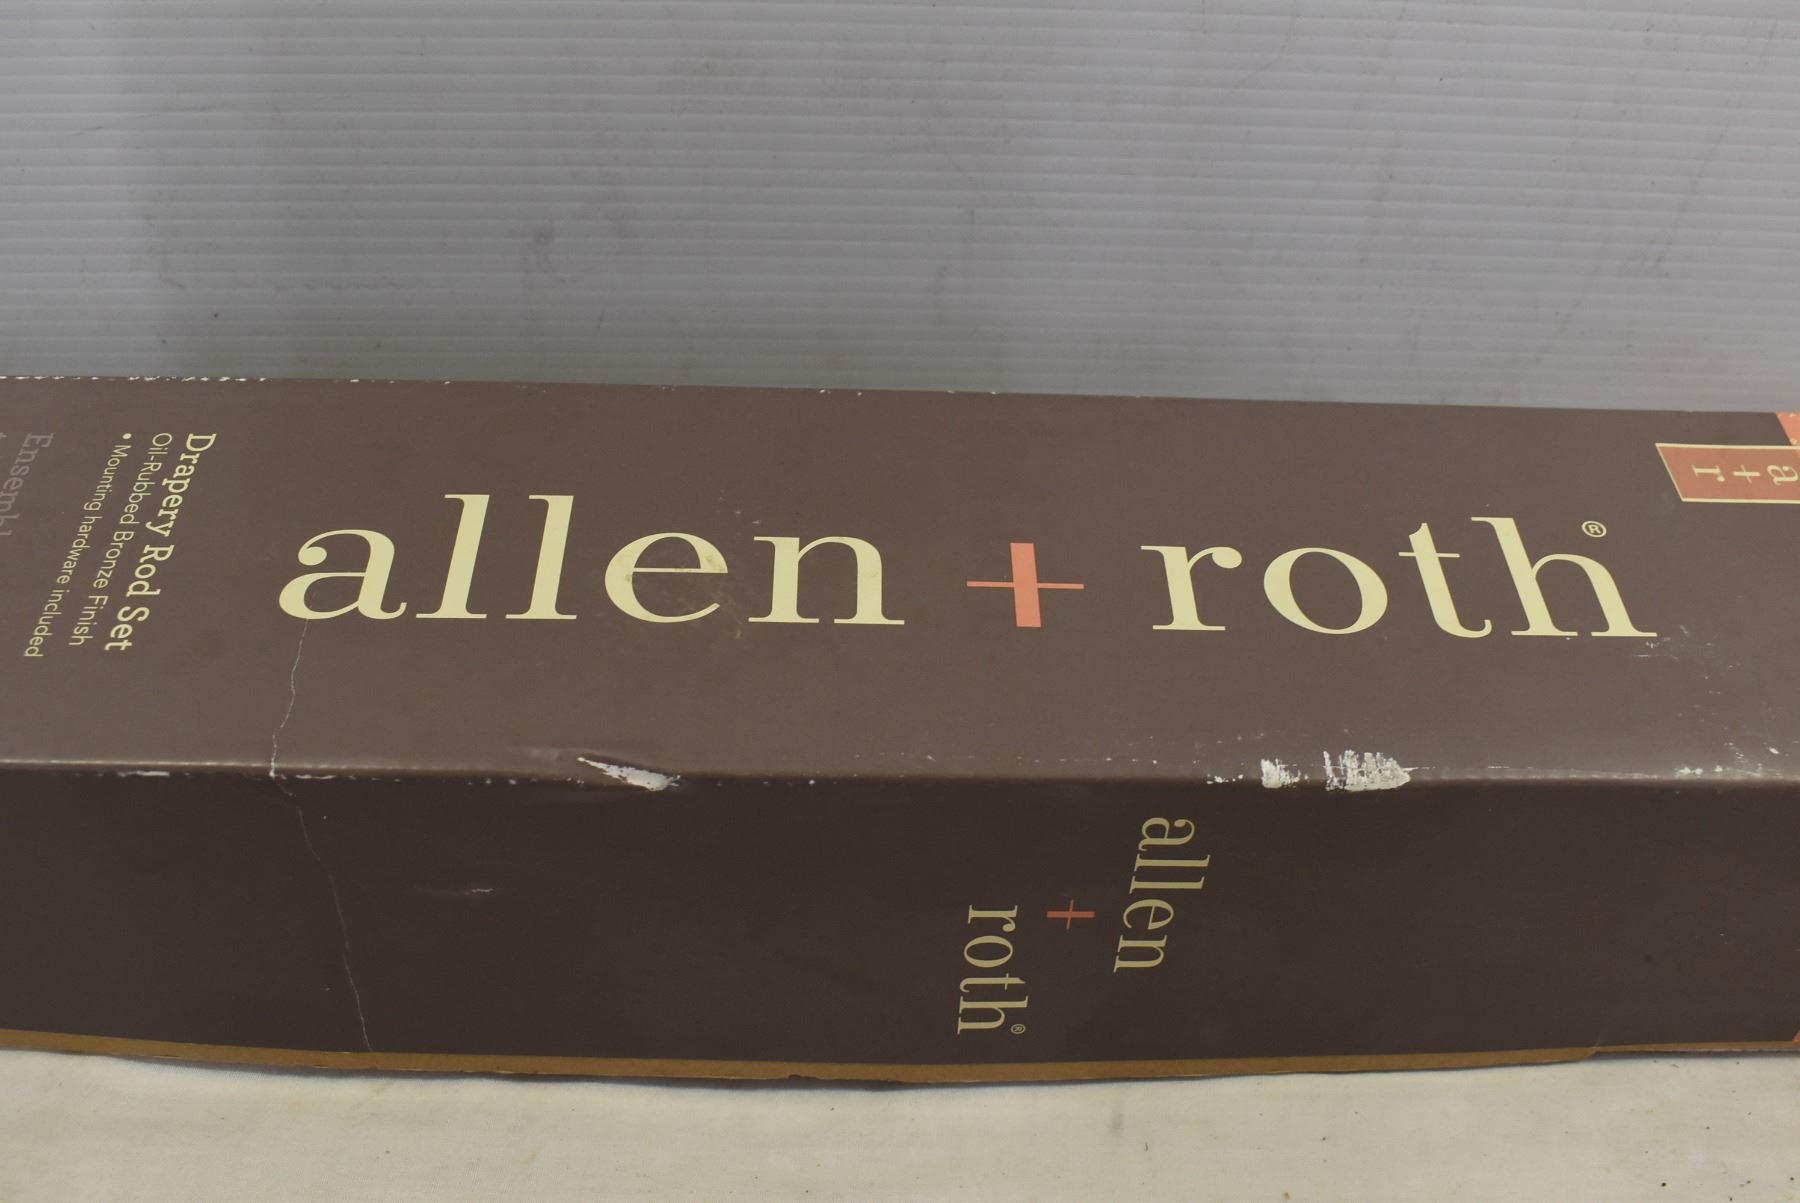 allen + roth®
a
+
r
Drapery Rod Set
Oil-Rubbed Bronze Finish
• Mounting hardware included
allen
+
roth®